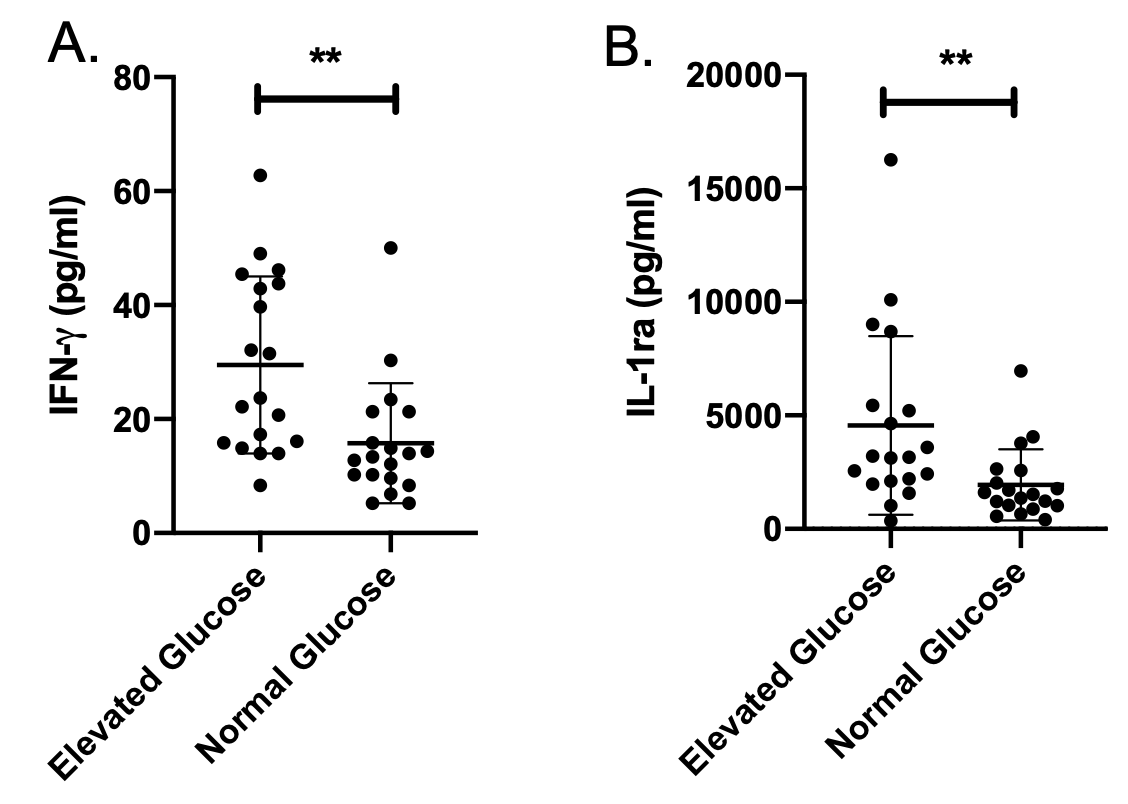 A.
**
80
60
40
20
0
IFN-γ (pg/ml)
Elevated Glucose
Normal Glucose
B.
**
20000
15000
10000
5000
0
IL-1ra (pg/ml)
Elevated Glucose
Normal Glucose